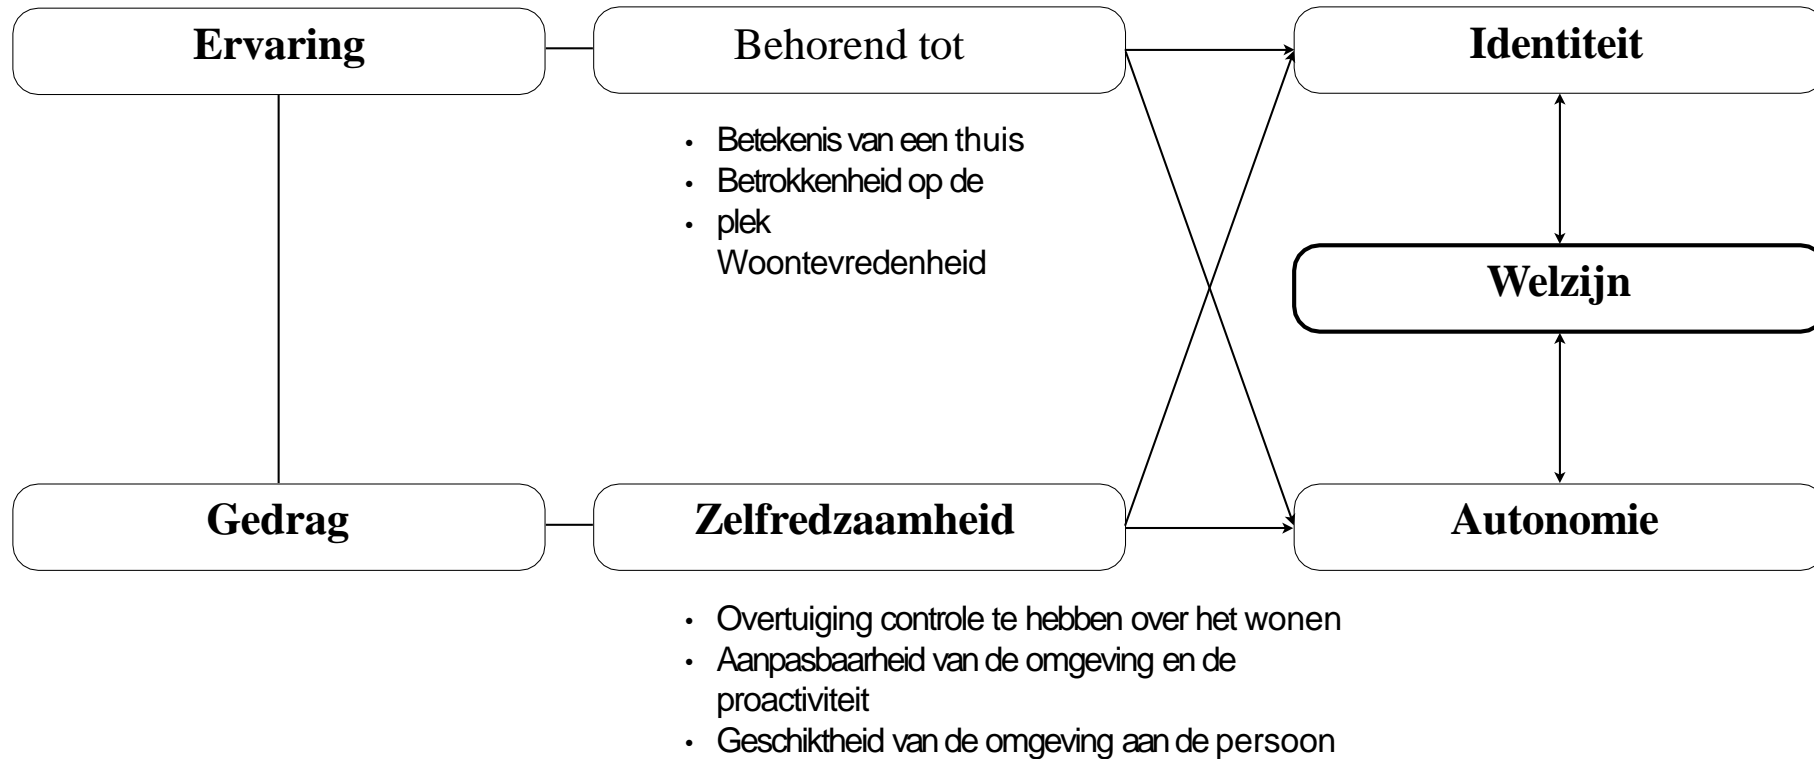 Ervaring
Behorend tot
Identiteit
• Betekenis van een thuis
• Betrokkenheid op de
• plek
Woontevredenheid
Welzijn
Gedrag
Zelfredzaamheid
Autonomie
• Overtuiging controle te hebben over het wonen
• Aanpasbaarheid van de omgeving en de
proactiviteit
• Geschiktheid van de omgeving aan de persoon